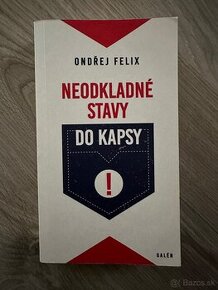 ONDŘEJ FELIX
NEODKLADNÉ
STAVY
DO KAPSY
!
GALÉN
Bazos.sk